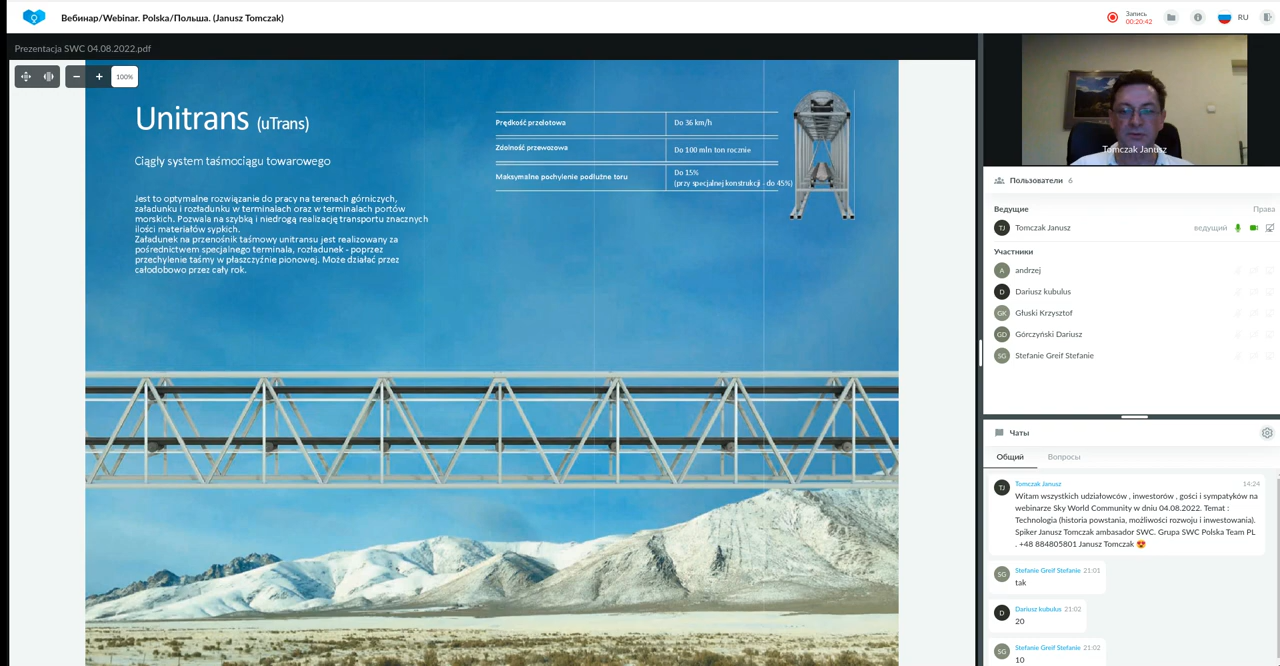 Вебинар/Webinar. Polska/Польша. (Janusz Tomczak)
Запись
00:20:42
RU
Prezentacja SWC 04.08.2022.pdf
100%
Unitrans (uTrans)
Ciągły system taśmociągu towarowego
Jest to optymalne rozwiązanie do pracy na terenach górniczych,
załadunku i rozładunku w terminalach oraz w terminalach portów
morskich. Pozwala na szybką i niedrogą realizację transportu znacznych
ilości materiałów sypkich.
Załadunek na przenośnik taśmowy unitransu jest realizowany za
pośrednictwem specjalnego terminala, rozładunek - poprzez
przechylenie taśmy w płaszczyźnie pionowej. Może działać przez
całodobowo przez cały rok.
Prędkość przelotowa
Do 36 km/h
Zdolność przewozowa
Do 100 mln ton rocznie
Maksymalne pochylenie podłużne toru
Do 15%
(przy specjalnej konstrukcji - do 45%)
Tomczak Janusz
Пользователи 6
Ведущие
Права
TJ Tomczak Janusz ведущий
Участники
A andrzej
D Dariusz kubulus
GK Głuski Krzysztof
GD Górczyński Dariusz
SG Stefanie Greif Stefanie
Чаты
Общий Вопросы
TJ Tomczak Janusz 14:24
Witam wszystkich udziałowców , inwestorów , gości i sympatyków na
webinarze Sky World Community w dniu 04.08.2022. Temat :
Technologia (historia powstania, możliwości rozwoju i inwestowania).
Spiker Janusz Tomczak ambasador SWC. Grupa SWC Polska Team PL
. +48 884805801 Janusz Tomczak 😍
SG Stefanie Greif Stefanie 21:01
tak
D Dariusz kubulus 21:02
20
SG Stefanie Greif Stefanie 21:02
10